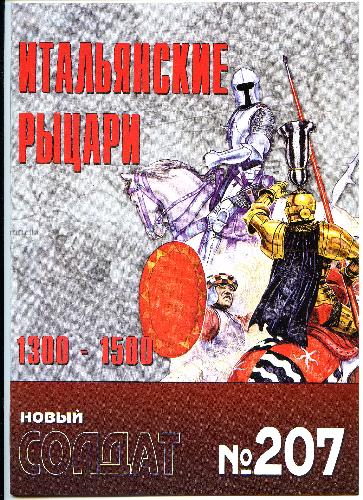 ИТАЛЬЯНСКИЕ
РЫЦАРИ
1300 - 1500
НОВЫЙ
СОЛДАТ
№207